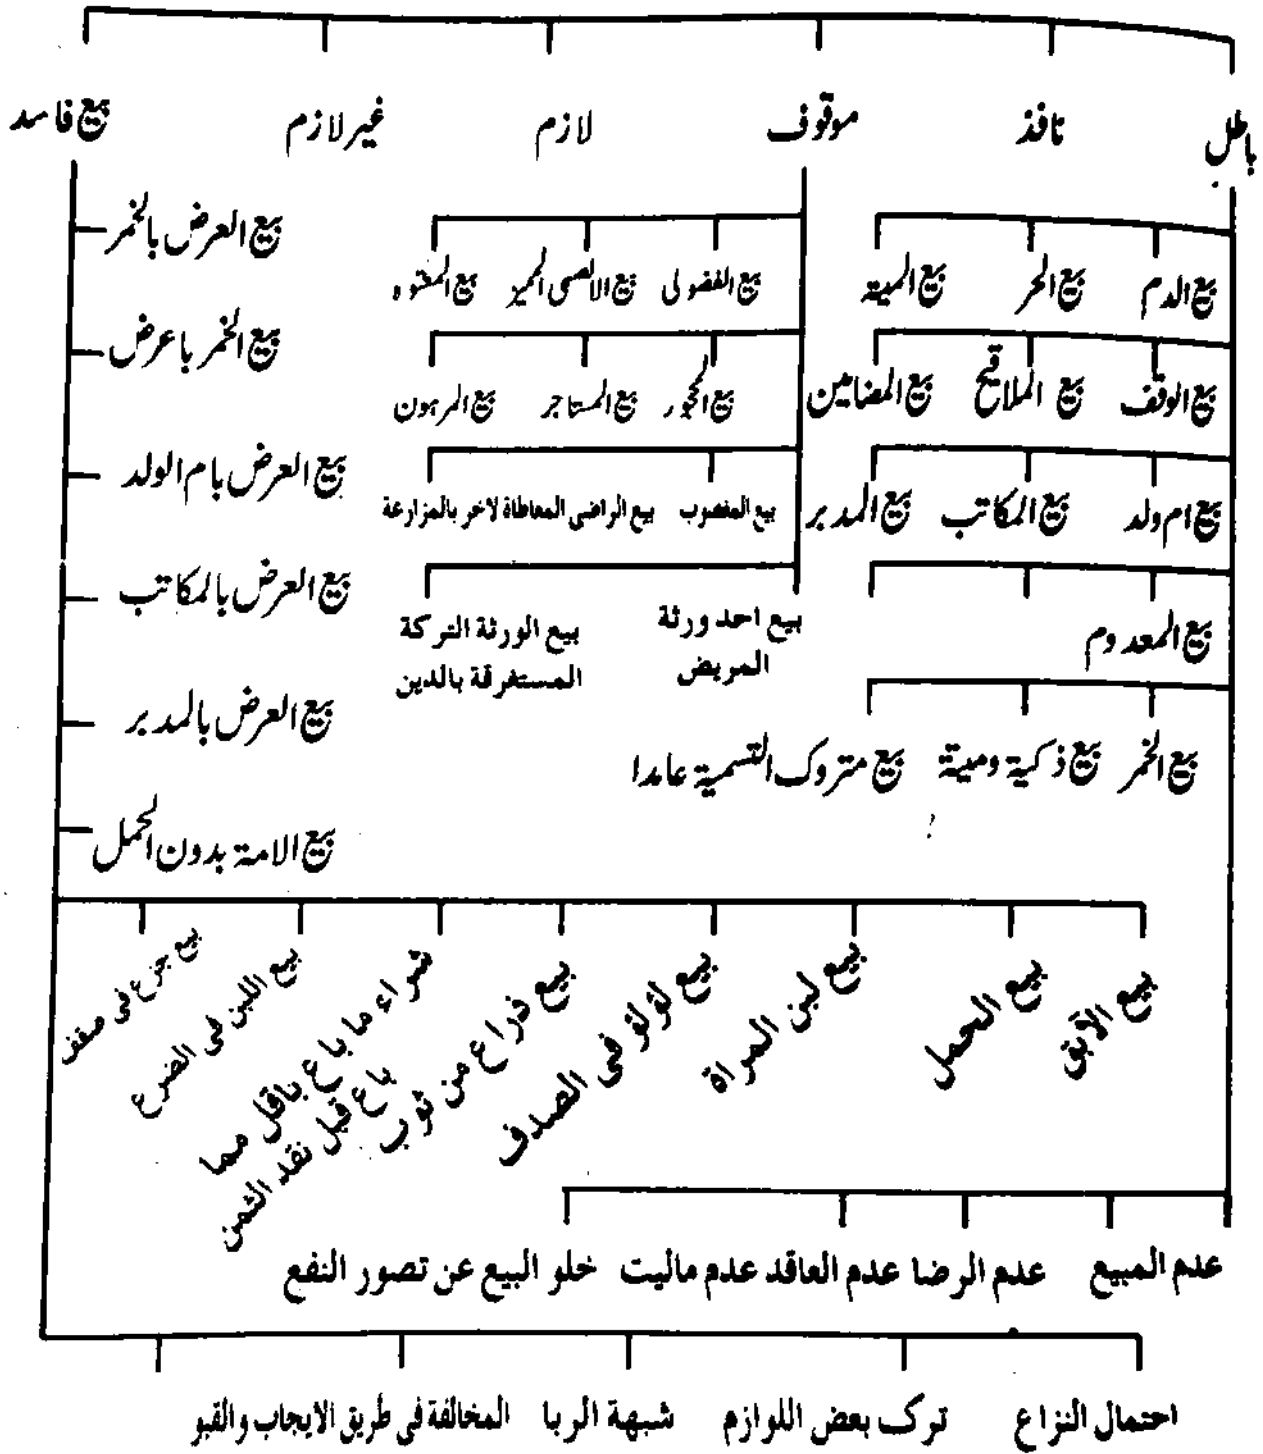 باطل نافذ موقوف لازم غیر لازم بیع فاسد
بیع الدم بیع الحر بیع المیتہ
بیع الوقف بیع الملاقیح بیع المضامین
بیع ام ولد بیع المکاتب بیع المدبر
بیع المعدوم
بیع الخمر بیع ذکیة ومیتة بیع متروک التسمیة عامدا
بیع الفضولی بیع الالصبی الممیز بیع المعتوہ
بیع المحجور بیع المستاجر بیع المرہون
بیع المغصوب بیع الراضی المعاطاة لاخر بالمزارعة
بیع احد ورثة
المریض
بیع الورثة الترکة
المستغرقة بالدین
بیع العرض بالخمر
بیع الخمر باعرض
بیع العرض بام الولد
بیع العرض بالمکاتب
بیع العرض بالمدبر
بیع الامة بدون الحمل
بیع الآبق
بیع الحمل
بیع لبن المراة
بیع لؤلؤ فی الصدف
بیع ذراع من ثوب
شراء ما باع باقل مما
باع قبل نقد الثمن
بیع اللبن فی الضرع
بیع جزع فی سقف
عدم المبیع عدم الرضا عدم العاقد عدم مالیت خلو البیع عن تصور النفع
احتمال النزاع ترک بعض اللوازم شبهة الربا المخالفة فی طریق الایجاب والقبو